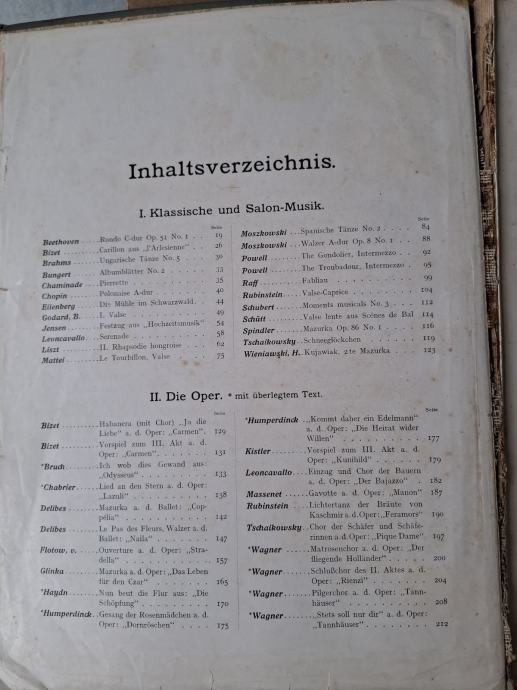 Inhaltsverzeichnis.
I. Klassische und Salon-Musik.
Seite
Beethoven . . . . Rondo C-dur Op. 51 No. 1 . . . 19
Bizet . . . . Carillon aus „l'Arlesienne“ . . . 26
Brahms . . . . Ungarische Tänze No. 5 . . . 30
Bungert . . . . Albumblätter No. 2 . . . 33
Chaminade . . . . Pierrette . . . 35
Chopin . . . . Polonaise A-dur . . . 40
Eilenberg . . . . Die Mühle im Schwarzwald . 44
Godard, B. . . . . I. Valse . . . 49
Jensen . . . . Festzug aus „Hochzeitsmusik“ 54
Leoncavallo . . . . Serenade . . . 58
Liszt . . . . II. Rhapsodie hongroise . . . 62
Mattei . . . . Le Tourbillon, Valse . . . 75
Seite
Moszkowski . . . Spanische Tänze No. 2 . . . 84
Moszkowski . . . Walzer A-dur Op. 8 No. 1 . . 88
Powell . . . . The Gondolier, Intermezzo . 92
Powell . . . . The Troubadour, Intermezzo . 95
Raff . . . . Fabliau . . . 99
Rubinstein . . . . Valse-Caprice . . . 104
Schubert . . . . Moments musicals No. 3 . . . 112
Schütt . . . . Valse lente aus Scènes de Bal 114
Spindler . . . . Mazurka Op. 86 No. 1 . . . 116
Tschaikowsky . . Schneeglöckchen . . . 119
Wieniawski, H. . Kujawiak, 2te Mazurka . . . 123
II. Die Oper. * mit überlegtem Text.
Seite
Bizet . . . . Habanera (mit Chor) „Ja die
Liebe“ a. d. Oper: „Carmen“. 129
Bizet . . . . Vorspiel zum III. Akt a. d.
Oper: „Carmen“ . . . 131
*Bruch . . . . Ich wob dies Gewand aus:
„Odysseus“ . . . 133
*Chabrier . . . . Lied an den Stern a. d. Oper:
„Lazuli“ . . . 138
Delibes . . . . Mazurka a. d. Ballet: „Cop-
pélia“ . . . 142
Delibes . . . . Le Pas des Fleurs, Walzer a. d.
Ballet: „Naila“ . . . 147
Flotow, v. . . . . Ouverture a. d. Oper: „Stra-
della“ . . . 157
Glinka . . . . Mazurka a. d. Oper: „Das Leben
für den Czar“ . . . 165
*Haydn . . . . Nun beut die Flur aus: „Die
Schöpfung“ . . . 170
*Humperdinck . Gesang der Rosenmädchen a. d.
Oper: „Dornröschen“ . . . 175
Seite
*Humperdinck . . „Kommt daher ein Edelmann“
a. d. Oper: „Die Heirat wider
Willen“ . . . 177
Kistler . . . . Vorspiel zum III. Akt a. d.
Oper: „Kunihild“ . . . 179
Leoncavallo . . . Einzug und Chor der Bauern
a. d. Oper: „Der Bajazzo“ . 182
Massenet . . . . Gavotte a. d. Oper: „Manon“ 187
Rubinstein . . . . Lichtertanz der Bräute von
Kaschmir a. d. Oper: „Feramors“ 190
Tschaikowsky . . Chor der Schäfer und Schäfe-
rinnen a. d. Oper: „Pique Dame“ 197
*Wagner . . . . Matrosenchor a. d. Oper: „Der
fliegende Holländer“ . . . 200
*Wagner . . . . Schlußchor des II. Aktes a. d.
Oper: „Rienzi“ . . . 204
*Wagner . . . . Pilgerchor a. d. Oper: „Tann-
häuser“ . . . 208
*Wagner . . . . „Stets soll nur dir“ a. d. Oper:
„Tannhäuser“ . . . 212